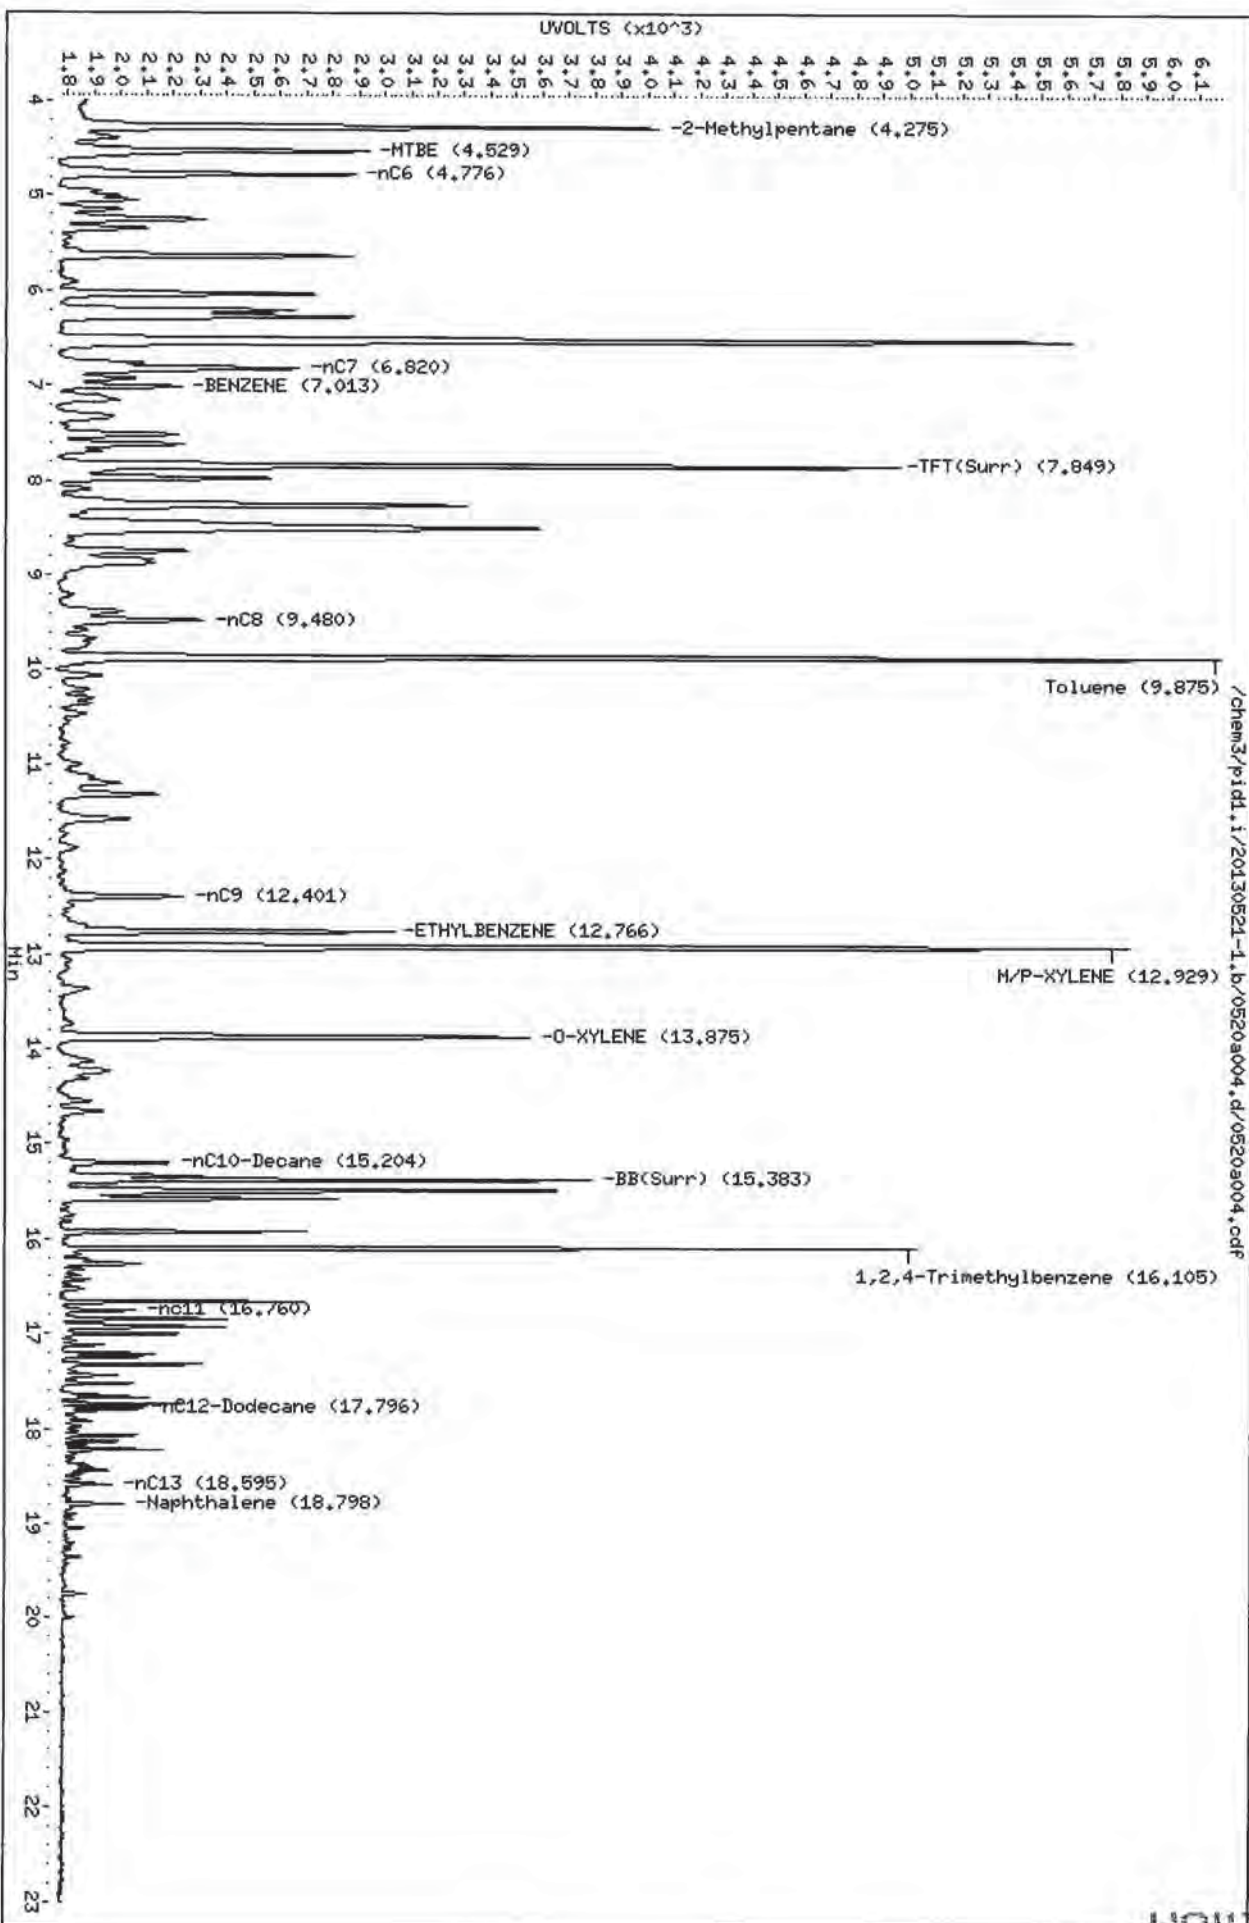 /chem3/pid1.i/20130521-1.b/0520a004.d/0520a004.cdf
UVOLTS (x10^3)
1.8
1.9
2.0
2.1
2.2
2.3
2.4
2.5
2.6
2.7
2.8
2.9
3.0
3.1
3.2
3.3
3.4
3.5
3.6
3.7
3.8
3.9
4.0
4.1
4.2
4.3
4.4
4.5
4.6
4.7
4.8
4.9
5.0
5.1
5.2
5.3
5.4
5.5
5.6
5.7
5.8
5.9
6.0
6.1
-2-Methylpentane (4.275)
-MTBE (4.529)
-nC6 (4.776)
-nC7 (6.820)
-BENZENE (7.013)
-TFT(Surr) (7.849)
-nC8 (9.480)
Toluene (9.875)
-nC9 (12.401)
-ETHYLBENZENE (12.766)
M/P-XYLENE (12.929)
-O-XYLENE (13.875)
-nC10-Decane (15.204)
-BB(Surr) (15.383)
1,2,4-Trimethylbenzene (16.105)
-nc11 (16.760)
-nC12-Dodecane (17.796)
-nC13 (18.595)
-Naphthalene (18.798)
4
5
6
7
8
9
10
11
12
13
14
15
16
17
18
19
20
21
22
23
Min